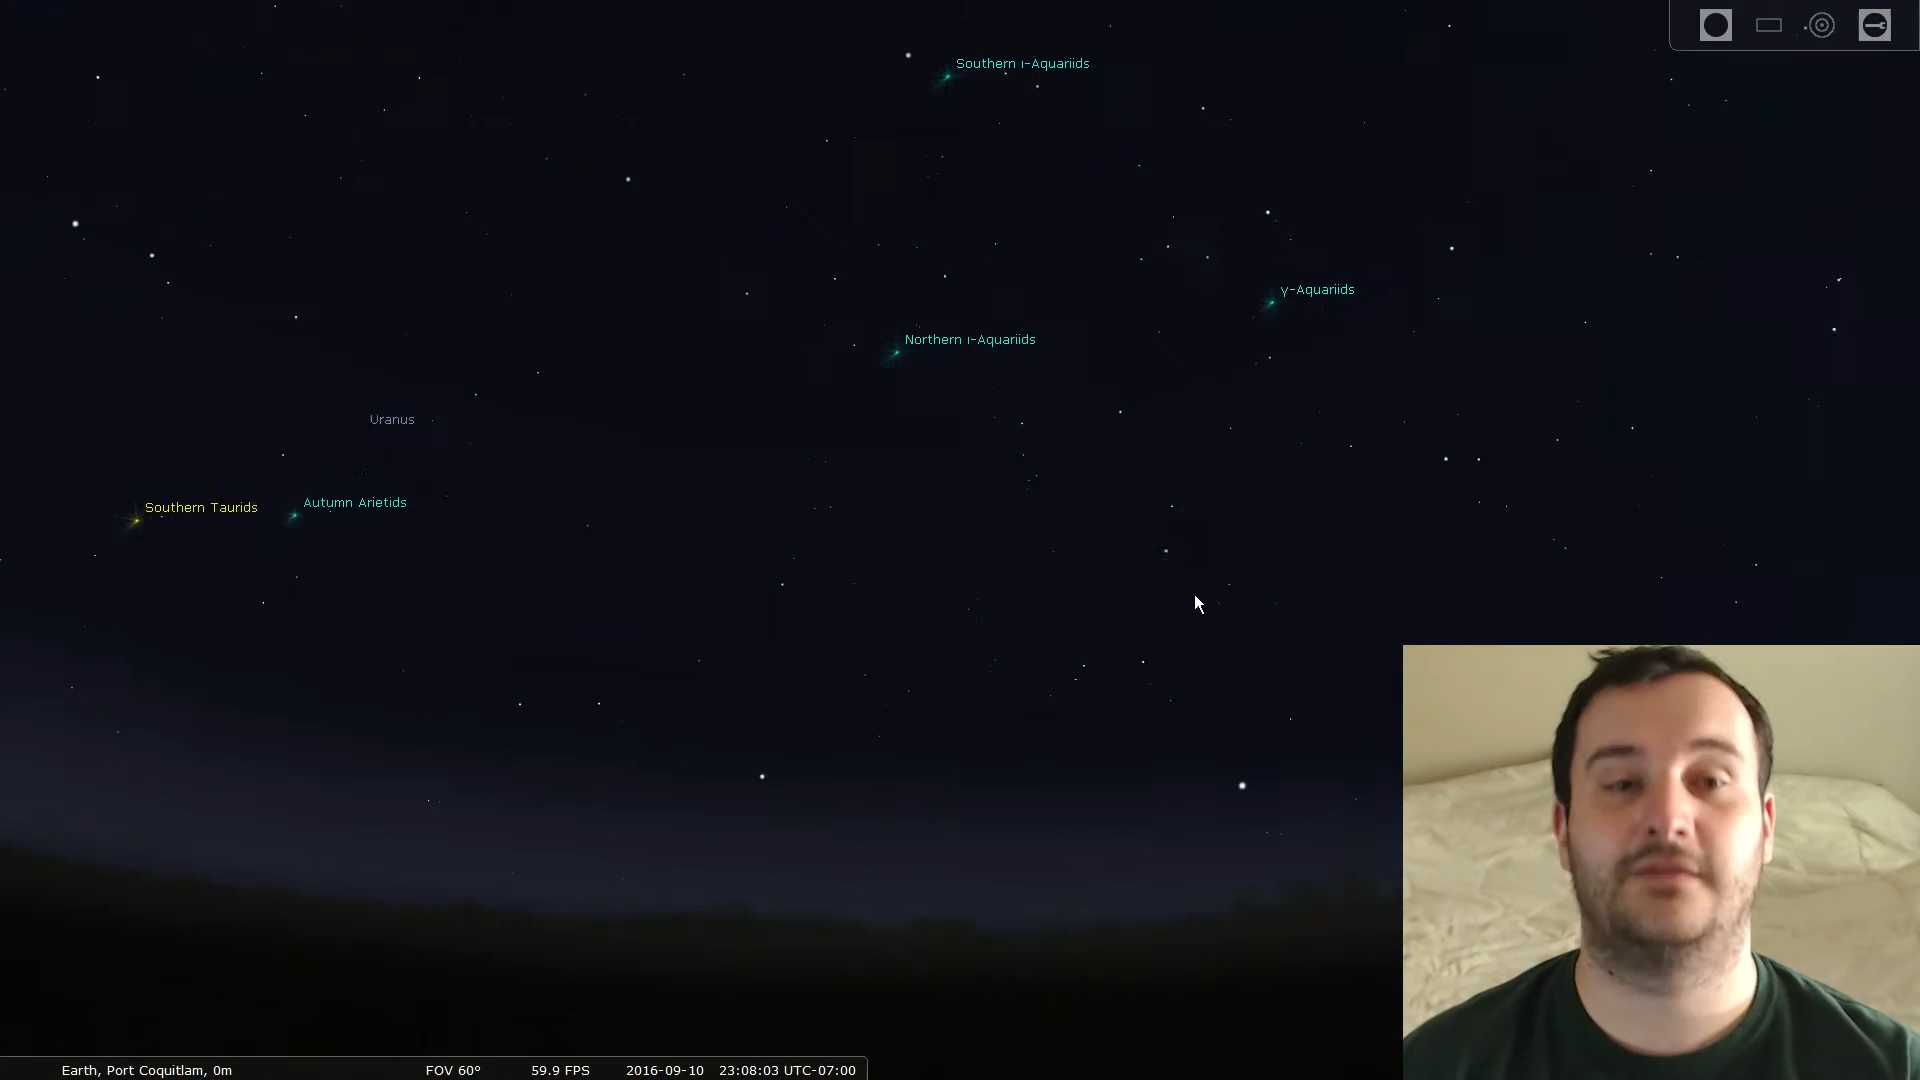 Southern ι-Aquariids
γ-Aquariids
Northern ι-Aquariids
Uranus
Southern Taurids
Autumn Arietids
Earth, Port Coquitlam, 0m FOV 60° 59.9 FPS 2016-09-10 23:08:03 UTC-07:00